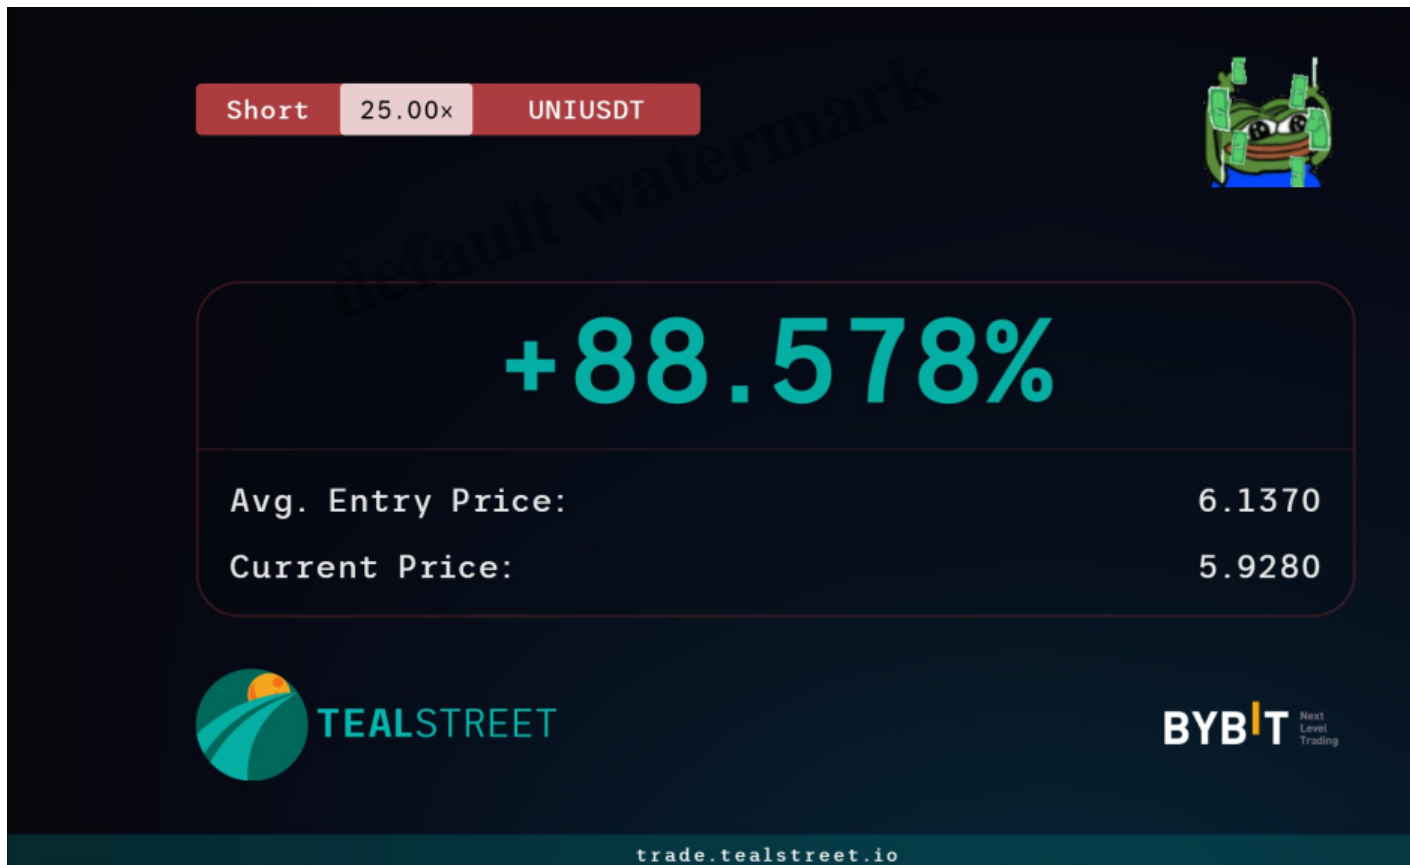 Short 25.00x UNIUSDT
default watermark
+88.578%
Avg. Entry Price: 6.1370
Current Price: 5.9280
TEALSTREET
BYBIT Next
Level
Trading
trade.tealstreet.io